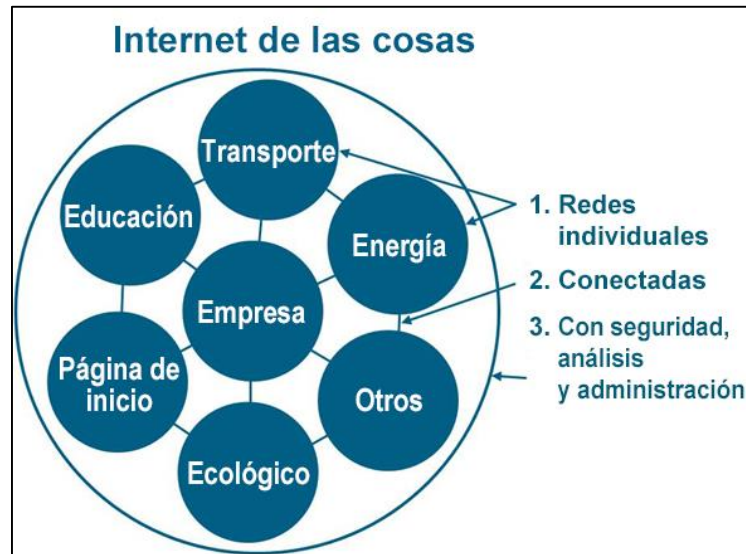 Internet de las cosas
Transporte
Educación
Energía
Empresa
Página de
inicio
Otros
Ecológico
1. Redes
individuales
2. Conectadas
3. Con seguridad,
análisis
y administración